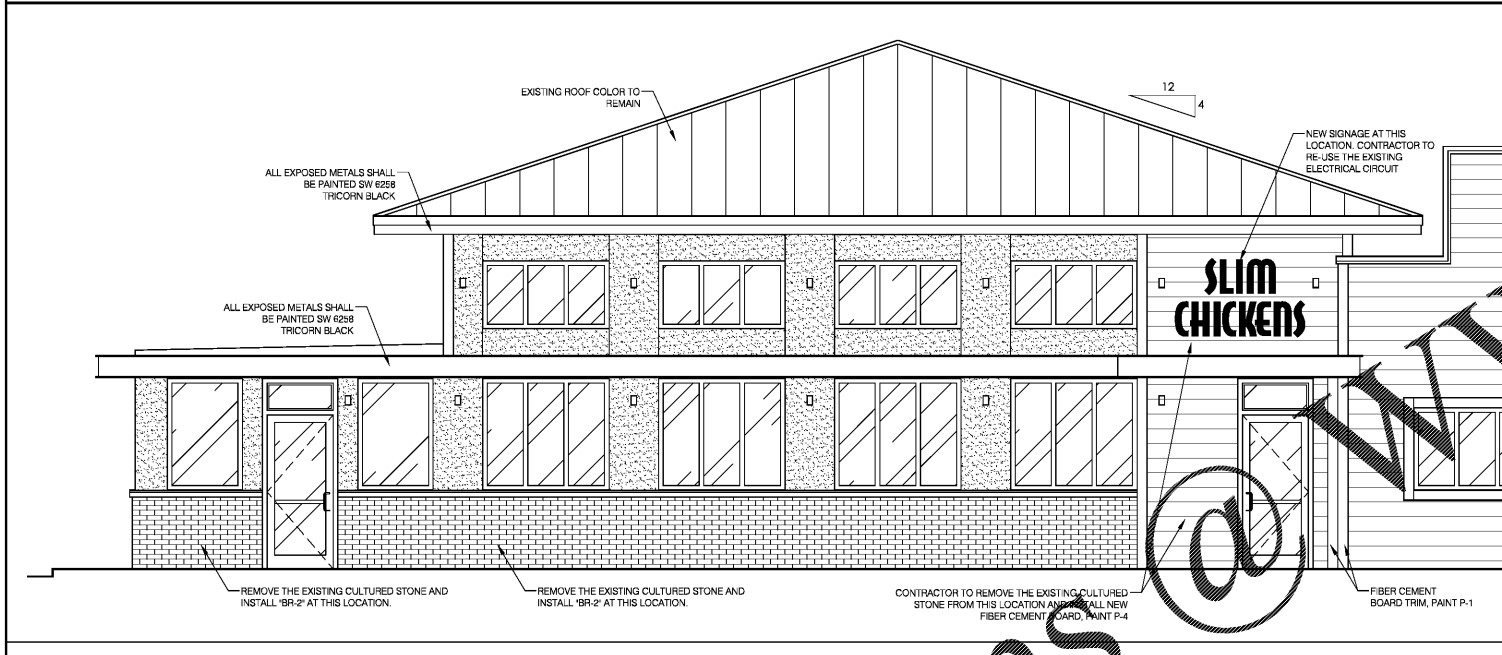 EXISTING ROOF COLOR TO
REMAIN
12
4
NEW SIGNAGE AT THIS
LOCATION. CONTRACTOR TO
RE-USE THE EXISTING
ELECTRICAL CIRCUIT
ALL EXPOSED METALS SHALL
BE PAINTED SW 6258
TRICORN BLACK
SLIM
CHICKENS
ALL EXPOSED METALS SHALL
BE PAINTED SW 6258
TRICORN BLACK
REMOVE THE EXISTING CULTURED STONE AND
INSTALL "BR-2" AT THIS LOCATION.
REMOVE THE EXISTING CULTURED STONE AND
INSTALL "BR-2" AT THIS LOCATION.
CONTRACTOR TO REMOVE THE EXISTING CULTURED
STONE FROM THIS LOCATION AND INSTALL NEW
FIBER CEMENT BOARD, PAINT P-4
FIBER CEMENT
BOARD TRIM, PAINT P-1
@